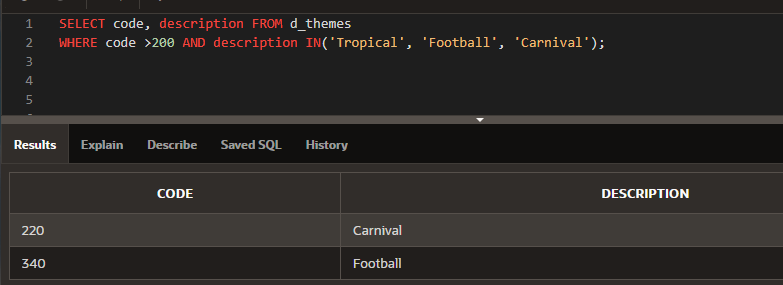 1 SELECT code, description FROM d_themes
2 WHERE code >200 AND description IN('Tropical', 'Football', 'Carnival');
3
4
5
Results Explain Describe Saved SQL History
CODE DESCRIPTION
220 Carnival
340 Football